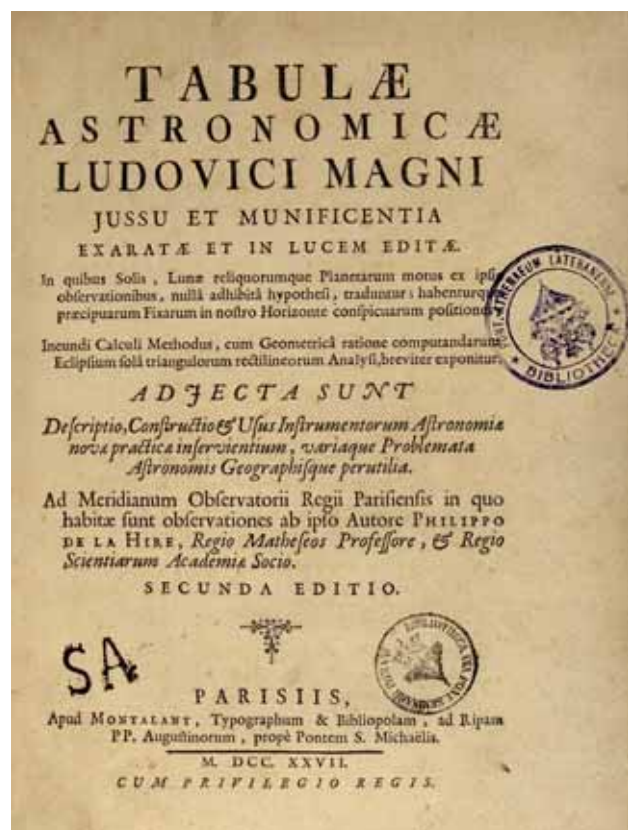 TABULÆ
ASTRONOMICÆ
LUDOVICI MAGNI
JUSSU ET MUNIFICENTIA
EXARATÆ ET IN LUCEM EDITÆ.
In quibus Solis, Lunæ reliquorumque Planetarum motus ex ipsis
observationibus, nullâ adhibitâ hypothesi, traduntur; habenturque
præcipuarum Fixarum in nostro Horizonte conspicuarum positiones.
Ineundi Calculi Methodus, cum Geometricâ ratione computandarum
Eclipsium solâ triangulorum rectilineorum Analysi, breviter exponitur.
ADJECTA SUNT
Descriptio, Constructio & Usus Instrumentorum Astronomiæ
novæ practicæ inservientium, variaque Problemata
Astronomis Geographisque perutilia.
Ad Meridianum Observatorii Regii Parisiensis in quo
habitæ sunt observationes ab ipso Autore PHILIPPO
DE LA HIRE, Regio Matheseos Professore, & Regio
Scientiarum Academiæ Socio.
SECUNDA EDITIO.
SA
PARISIIS,
Apud MONTALANT, Typographum & Bibliopolam, ad Ripam
PP. Augustinorum, propè Pontem S. Michaëlis.
M. DCC. XXVII.
CUM PRIVILEGIO REGIS.
ATHENAEUM LATERANENSE
BIBLIOTHEC